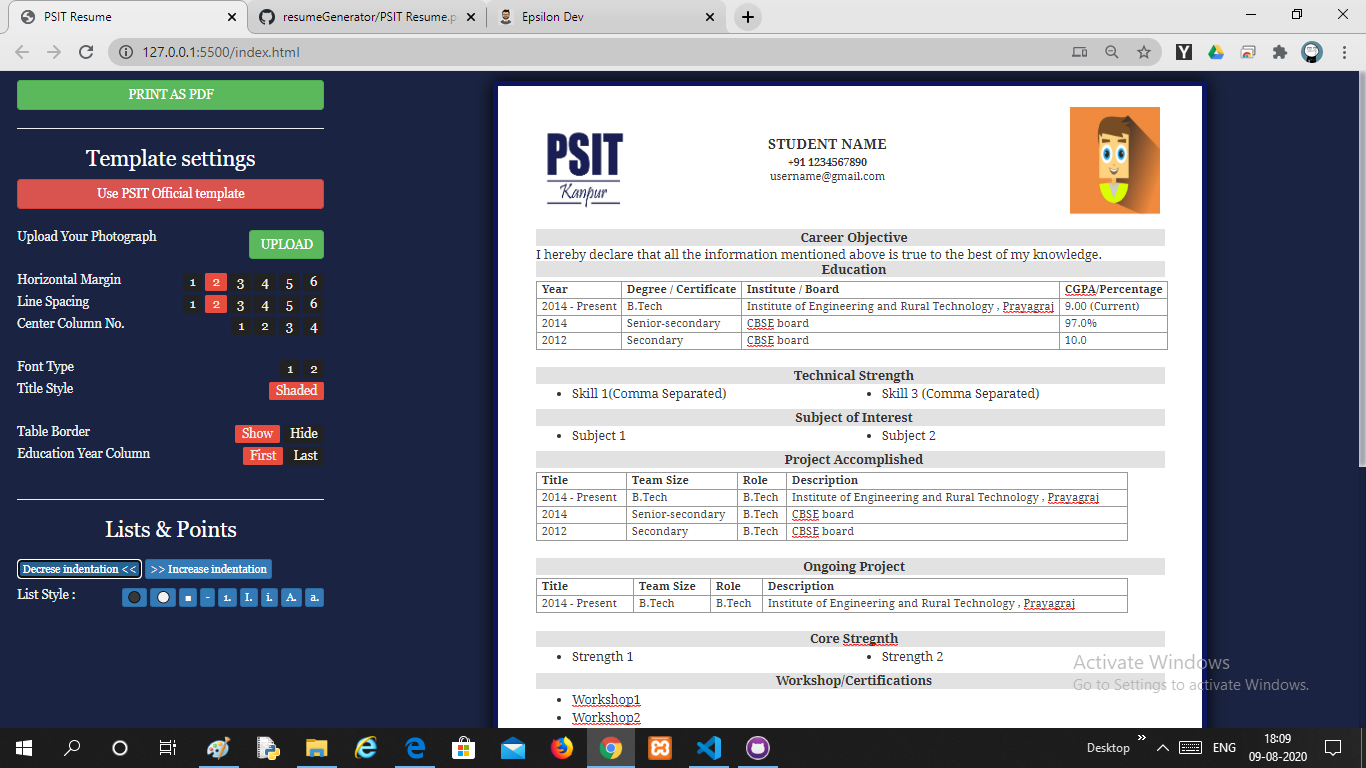 PSIT Resume
resumeGenerator/PSIT Resume.p
Epsilon Dev
127.0.0.1:5500/index.html
PRINT AS PDF
Template settings
Use PSIT Official template
Upload Your Photograph UPLOAD
Horizontal Margin 1 2 3 4 5 6
Line Spacing 1 2 3 4 5 6
Center Column No. 1 2 3 4
Font Type 1 2
Title Style Shaded
Table Border Show Hide
Education Year Column First Last
Lists & Points
Decrese indentation << >> Increase indentation
List Style : ■ - 1. I. i. A. a.
PSIT
Kanpur
STUDENT NAME
+91 1234567890
username@gmail.com
Career Objective
I hereby declare that all the information mentioned above is true to the best of my knowledge.
Education
Year Degree / Certificate Institute / Board CGPA/Percentage
2014 - Present B.Tech Institute of Engineering and Rural Technology , Prayagraj 9.00 (Current)
2014 Senior-secondary CBSE board 97.0%
2012 Secondary CBSE board 10.0
Technical Strength
• Skill 1(Comma Separated) • Skill 3 (Comma Separated)
Subject of Interest
• Subject 1 • Subject 2
Project Accomplished
Title Team Size Role Description
2014 - Present B.Tech B.Tech Institute of Engineering and Rural Technology , Prayagraj
2014 Senior-secondary B.Tech CBSE board
2012 Secondary B.Tech CBSE board
Ongoing Project
Title Team Size Role Description
2014 - Present B.Tech B.Tech Institute of Engineering and Rural Technology , Prayagraj
Core Stregnth
• Strength 1 • Strength 2
Workshop/Certifications
• Workshop1
• Workshop2
Activate Windows
Go to Settings to activate Windows.
Desktop » ENG 18:09
09-08-2020